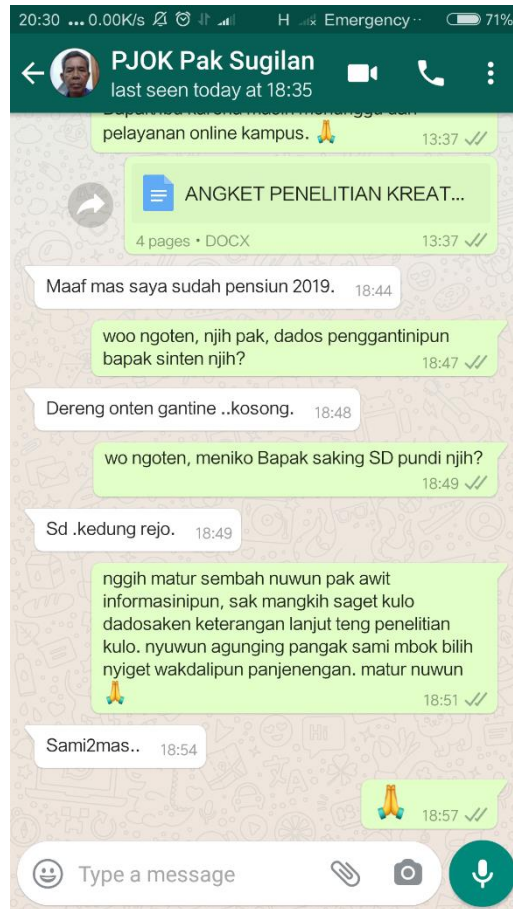 20:30 ... 0.00K/s H Emergency·· 71%
PJOK Pak Sugilan
last seen today at 18:35
pelayanan online kampus. 🙏 13:37
ANGKET PENELITIAN KREAT...
4 pages • DOCX 13:37
Maaf mas saya sudah pensiun 2019. 18:44
woo ngoten, njih pak, dados penggantinipun
bapak sinten njih? 18:47
Dereng onten gantine ..kosong. 18:48
wo ngoten, meniko Bapak saking SD pundi njih?
18:49
Sd .kedung rejo. 18:49
nggih matur sembah nuwun pak awit
informasinipun, sak mangkih saget kulo
dadosaken keterangan lanjut teng penelitian
kulo. nyuwun agunging pangak sami mbok bilih
nyiget wakdalipun panjenengan. matur nuwun
🙏 18:51
Sami2mas.. 18:54
🙏 18:57
Type a message